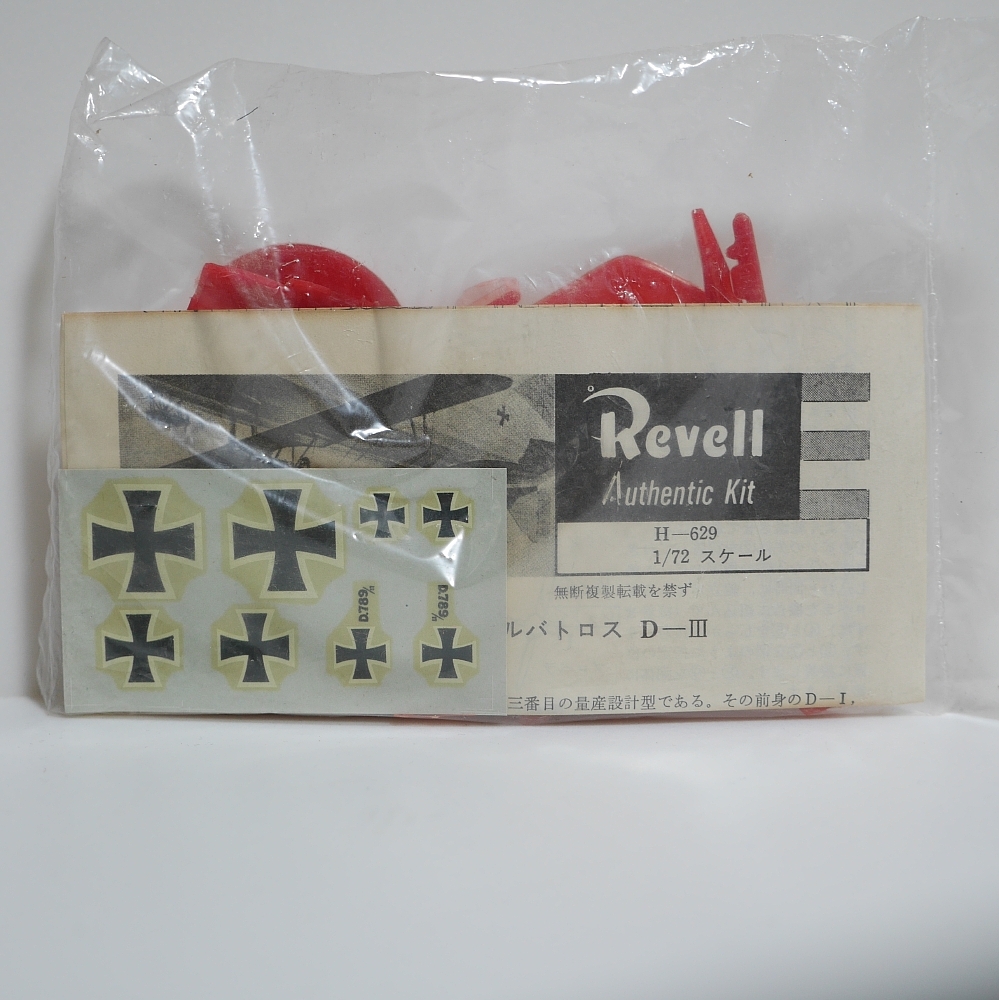 Revell
Authentic Kit
H—629
1/72 スケール
無断複製転載を禁ず
ルバトロス D—III
三番目の量産設計型である。その前身のD—I,
D.789/
D.789/